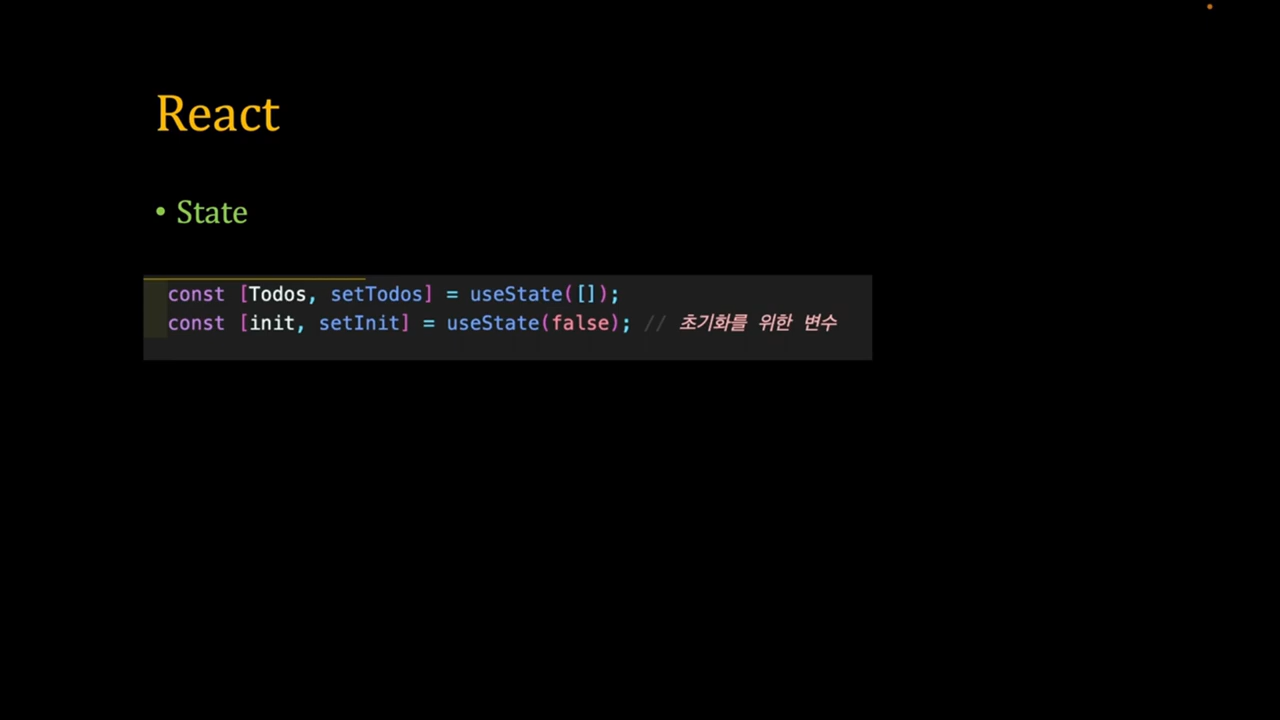 React
• State
const [Todos, setTodos] = useState([]);
const [init, setInit] = useState(false); // 초기화를 위한 변수